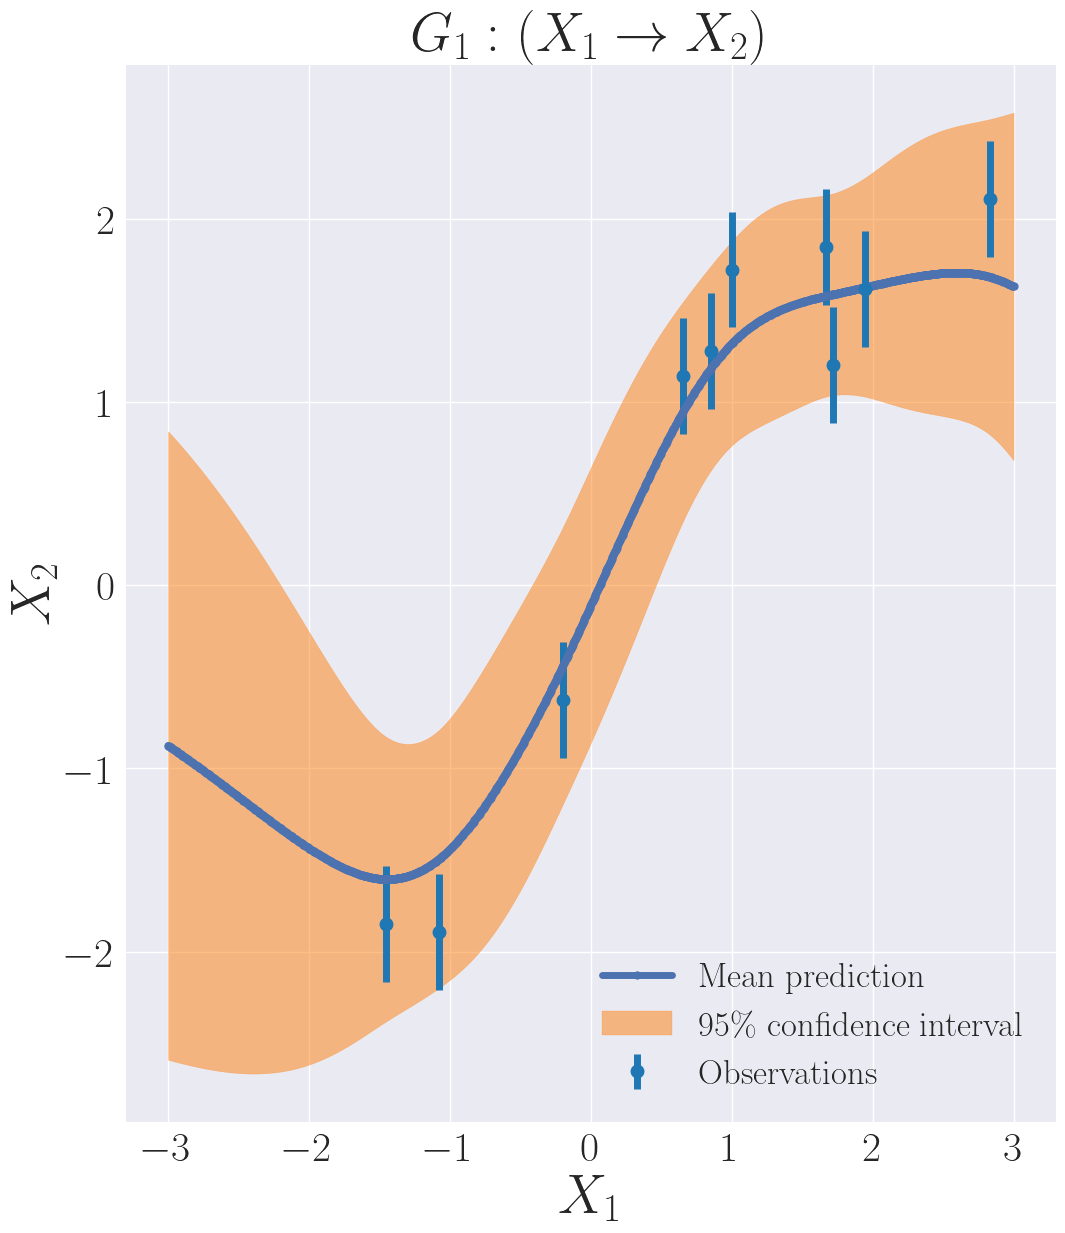 G₁ : (X₁ → X₂)
2
1
0
−1
−2
X₂
Mean prediction
95% confidence interval
Observations
−3 −2 −1 0 1 2 3
X₁